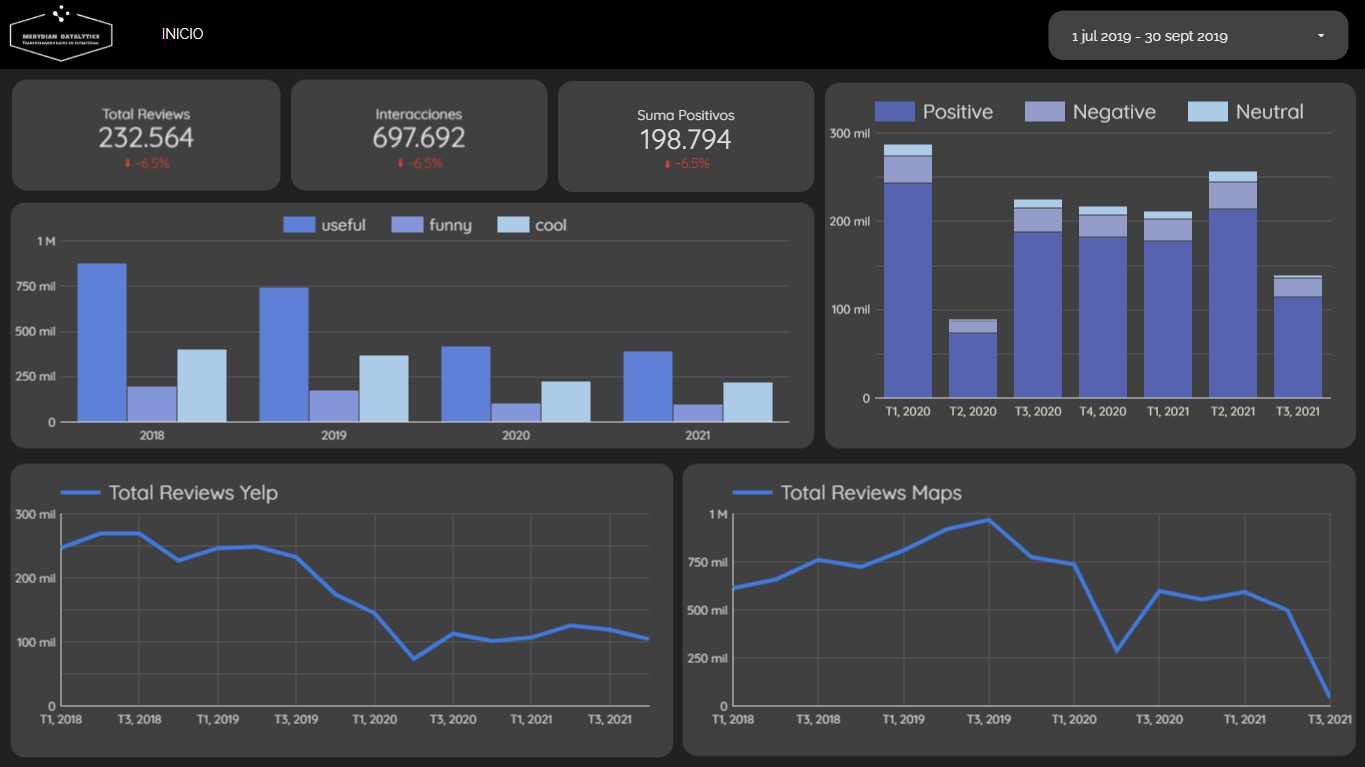 MERYDIAN DATALYTICS
INICIO
1 jul 2019 - 30 sept 2019
Total Reviews
232.564
-6.5%
Interacciones
697.692
-6.5%
Suma Positivos
198.794
-6.5%
Positive Negative Neutral
300 mil
200 mil
100 mil
0
T1, 2020 T2, 2020 T3, 2020 T4, 2020 T1, 2021 T2, 2021 T3, 2021
useful funny cool
1 M
750 mil
500 mil
250 mil
0
2018 2019 2020 2021
Total Reviews Yelp
300 mil
200 mil
100 mil
0
T1, 2018 T3, 2018 T1, 2019 T3, 2019 T1, 2020 T3, 2020 T1, 2021 T3, 2021
Total Reviews Maps
1 M
750 mil
500 mil
250 mil
0
T1, 2018 T3, 2018 T1, 2019 T3, 2019 T1, 2020 T3, 2020 T1, 2021 T3, 2021